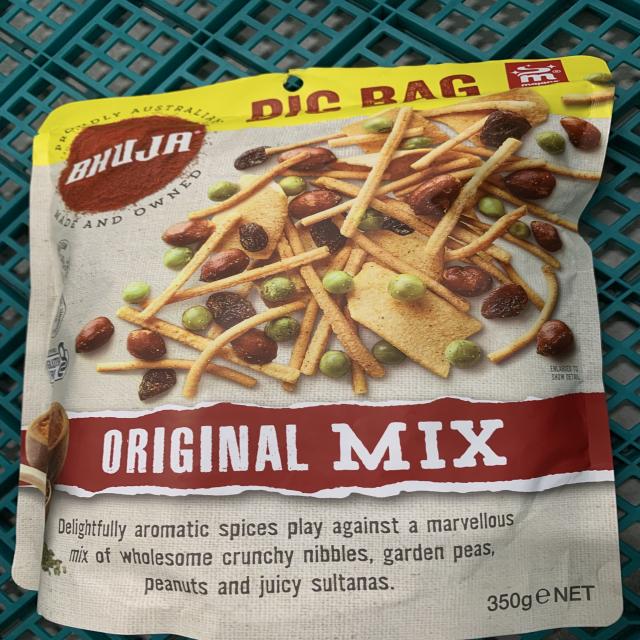 BIG BAG
majans
PROUDLY AUSTRALIAN
BHUJA
MADE AND OWNED
ENLARGED TO
SHOW DETAIL
ORIGINAL MIX
Delightfully aromatic spices play against a marvellous
mix of wholesome crunchy nibbles, garden peas,
peanuts and juicy sultanas.
350g e NET